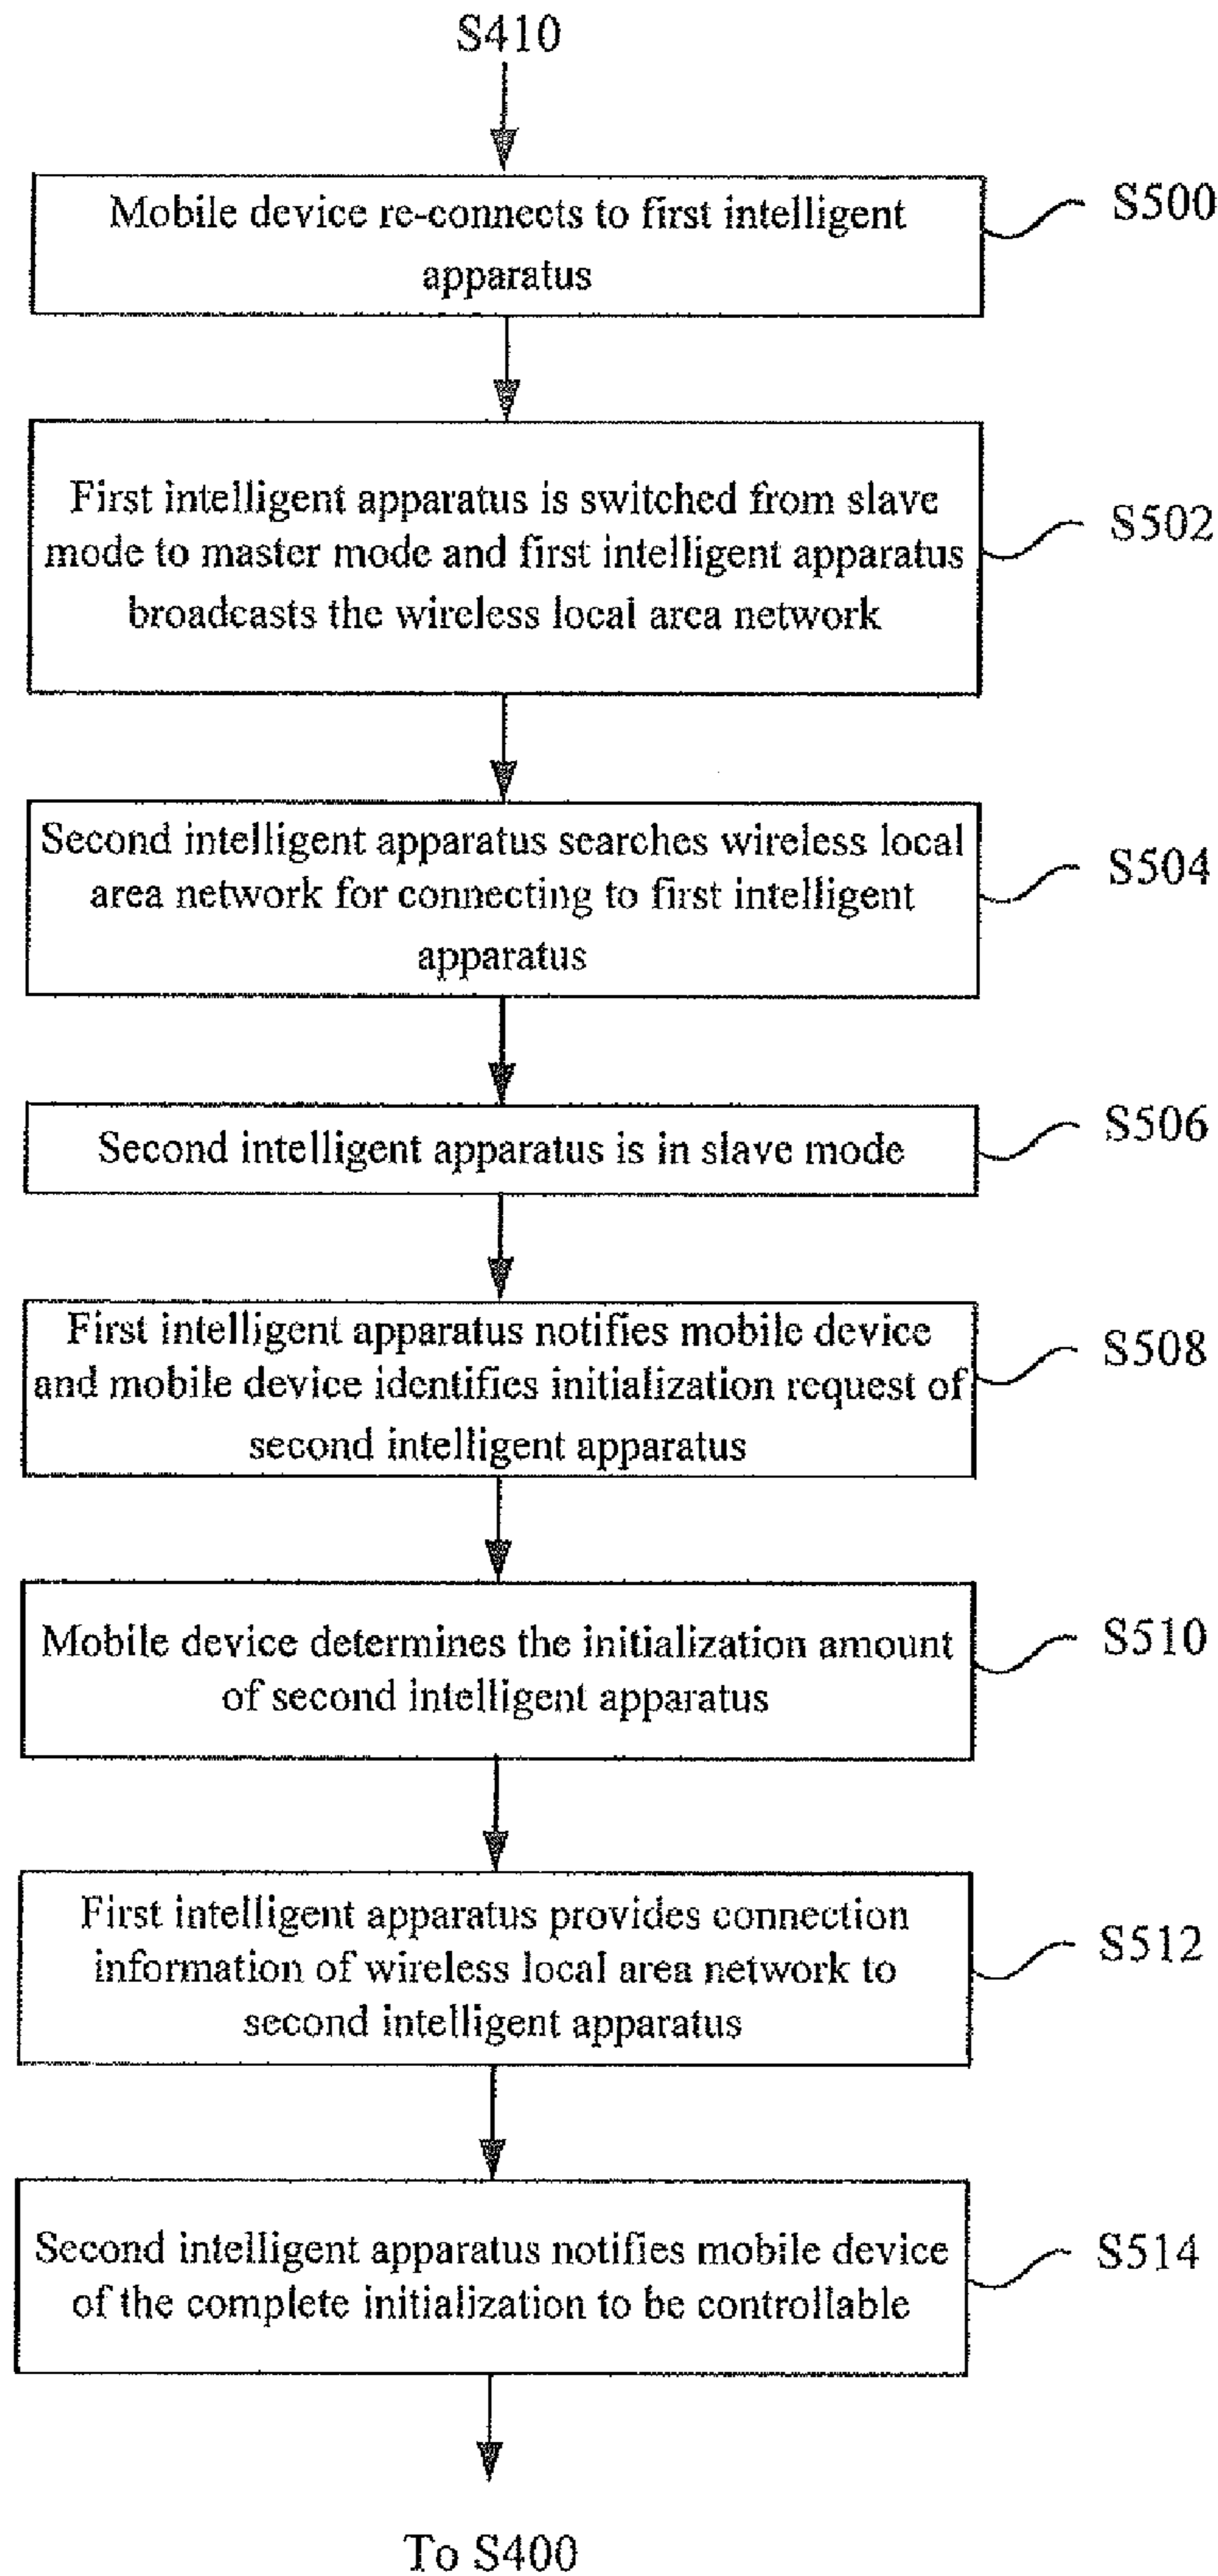 S410
Mobile device re-connects to first intelligent
apparatus
S500
First intelligent apparatus is switched from slave
mode to master mode and first intelligent apparatus
broadcasts the wireless local area network
S502
Second intelligent apparatus searches wireless local
area network for connecting to first intelligent
apparatus
S504
Second intelligent apparatus is in slave mode
S506
First intelligent apparatus notifies mobile device
and mobile device identifies initialization request of
second intelligent apparatus
S508
Mobile device determines the initialization amount
of second intelligent apparatus
S510
First intelligent apparatus provides connection
information of wireless local area network to
second intelligent apparatus
S512
Second intelligent apparatus notifies mobile device
of the complete initialization to be controllable
S514
To S400